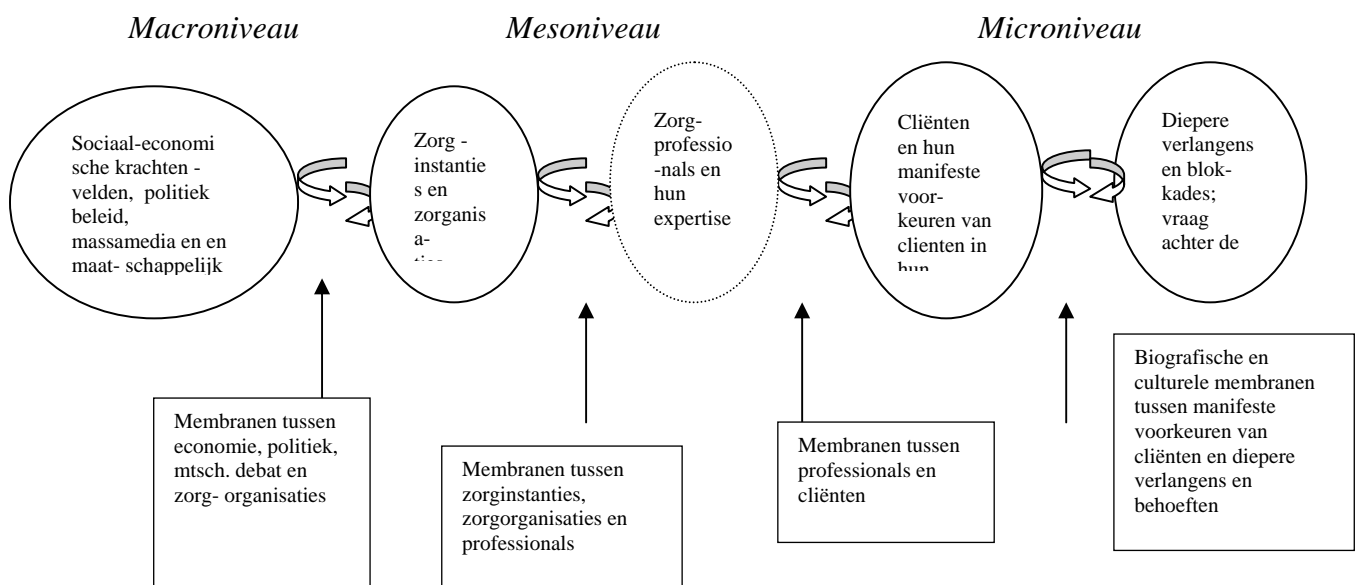 Macroniveau
Mesoniveau
Microniveau
Sociaal-economi
sche krachten -
velden, politiek
beleid,
massamedia en en
maat- schappelijk
Zorg -
instantie
s en
zorganis
a-
Zorg-
professio
-nals en
hun
expertise
Cliënten
en hun
manifeste
voor-
keuren van
clienten in
hun
Diepere
verlangens
en blok-
kades;
vraag
achter de
Membranen tussen
economie, politiek,
mtsch. debat en
zorg- organisaties
Membranen tussen
zorginstanties,
zorgorganisaties en
professionals
Membranen tussen
professionals en
cliënten
Biografische en
culturele membranen
tussen manifeste
voorkeuren van
cliënten en diepere
verlangens en
behoeften